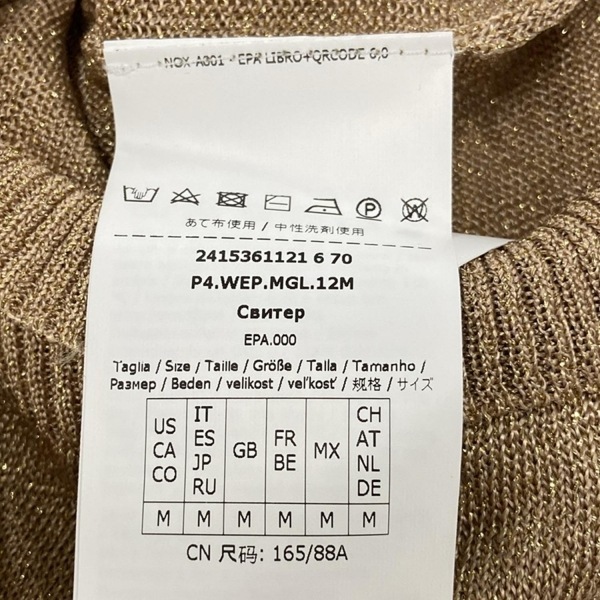 NOX-A001 - EPA LIBRO+QRCODE 0,0
あて布使用 / 中性洗剤使用
2415361121 6 70
P4.WEP.MGL.12M
Свитер
EPA.000
Taglia / Size / Taille / Größe / Talla / Tamanho /
Размер / Beden / velikost / veľkosť / 规格 / サイズ
US CA CO
IT ES JP RU
GB
FR BE
MX
CH AT NL DE
M M M M M M
CN 尺码: 165/88A